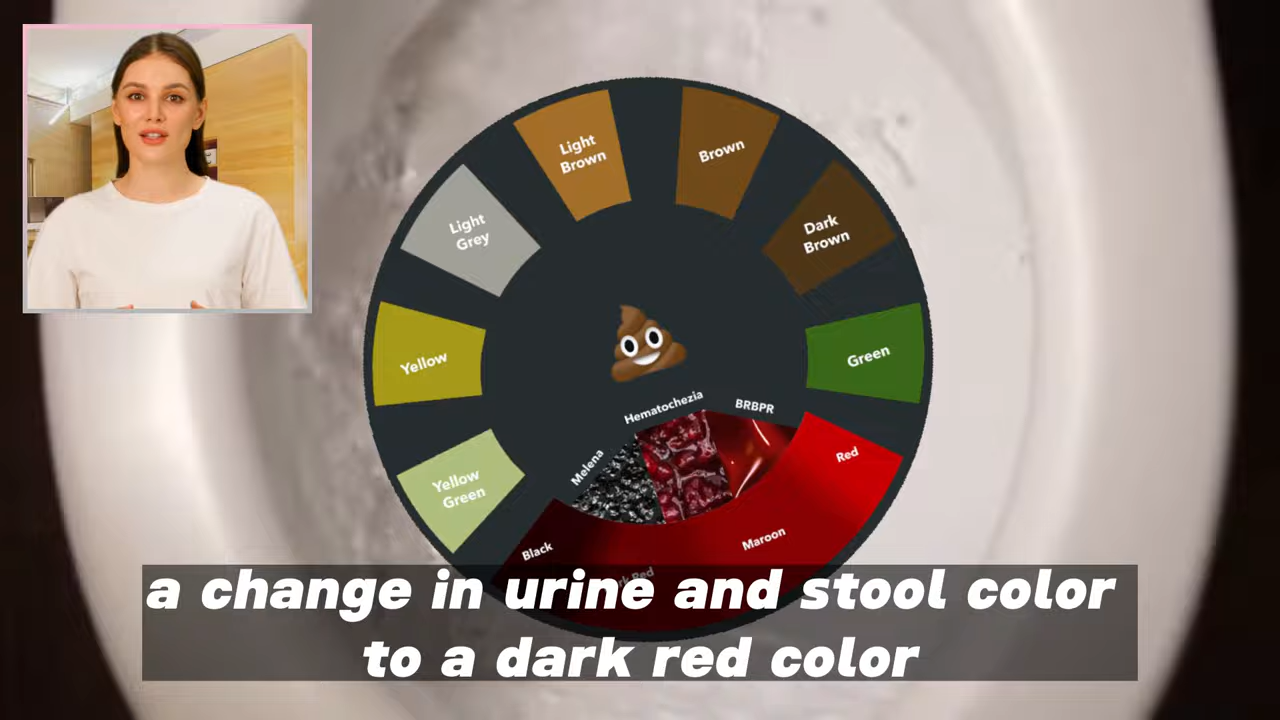 Light
Brown
Brown
Light
Grey
Dark
Brown
Yellow
Green
Hematochezia
BRBPR
Melena
Red
Yellow
Green
Black
Maroon
Red
a change in urine and stool color
to a dark red color